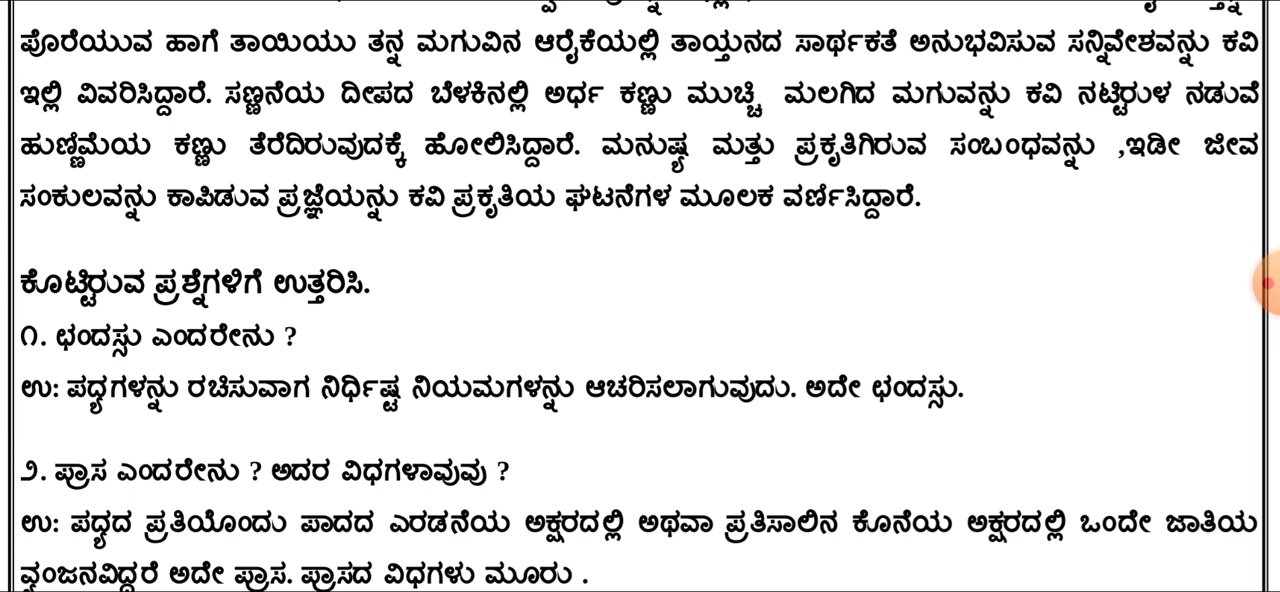 ಪೊರೆಯುವ ಹಾಗೆ ತಾಯಿಯು ತನ್ನ ಮಗುವಿನ ಆರೈಕೆಯಲ್ಲಿ ತಾಯ್ತನದ ಸಾರ್ಥಕತೆ ಅನುಭವಿಸುವ ಸನ್ನಿವೇಶವನ್ನು ಕವಿ
ಇಲ್ಲಿ ವಿವರಿಸಿದ್ದಾರೆ. ಸಣ್ಣನೆಯ ದೀಪದ ಬೆಳಕಿನಲ್ಲಿ ಅರ್ಧ ಕಣ್ಣು ಮುಚ್ಚಿ ಮಲಗಿದ ಮಗುವನ್ನು ಕವಿ ನಟ್ಟಿರುಳ ನಡುವೆ
ಹುಣ್ಣಿಮೆಯ ಕಣ್ಣು ತೆರೆದಿರುವುದಕ್ಕೆ ಹೋಲಿಸಿದ್ದಾರೆ. ಮನುಷ್ಯ ಮತ್ತು ಪ್ರಕೃತಿಗಿರುವ ಸಂಬಂಧವನ್ನು ,ಇಡೀ ಜೀವ
ಸಂಕುಲವನ್ನು ಕಾಪಿಡುವ ಪ್ರಜ್ಞೆಯನ್ನು ಕವಿ ಪ್ರಕೃತಿಯ ಘಟನೆಗಳ ಮೂಲಕ ವರ್ಣಿಸಿದ್ದಾರೆ.
ಕೊಟ್ಟಿರುವ ಪ್ರಶ್ನೆಗಳಿಗೆ ಉತ್ತರಿಸಿ.
೧. ಛಂದಸ್ಸು ಎಂದರೇನು ?
ಉ: ಪದ್ಯಗಳನ್ನು ರಚಿಸುವಾಗ ನಿರ್ಧಿಷ್ಟ ನಿಯಮಗಳನ್ನು ಆಚರಿಸಲಾಗುವುದು. ಅದೇ ಛಂದಸ್ಸು.
೨. ಪ್ರಾಸ ಎಂದರೇನು ? ಅದರ ವಿಧಗಳಾವುವು ?
ಉ: ಪದ್ಯದ ಪ್ರತಿಯೊಂದು ಪಾದದ ಎರಡನೆಯ ಅಕ್ಷರದಲ್ಲಿ ಅಥವಾ ಪ್ರತಿಸಾಲಿನ ಕೊನೆಯ ಅಕ್ಷರದಲ್ಲಿ ಒಂದೇ ಜಾತಿಯ
ವ್ಯಂಜನವಿದ್ದರೆ ಅದೇ ಪ್ರಾಸ. ಪ್ರಾಸದ ವಿಧಗಳು ಮೂರು .